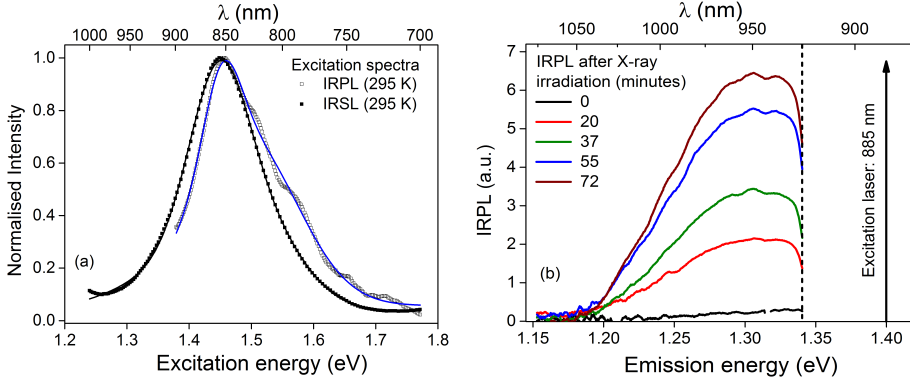 λ (nm)
1000 950 900 850 800 750 700
Normalised Intensity
1.0
0.8
0.6
0.4
0.2
0.0
Excitation spectra
IRPL (295 K)
IRSL (295 K)
(a)
1.2 1.3 1.4 1.5 1.6 1.7 1.8
Excitation energy (eV)
λ (nm)
1050 1000 950 900
IRPL (a.u.)
7
6
5
4
3
2
1
0
IRPL after X-ray
irradiation (minutes)
0
20
37
55
72
(b)
Excitation laser: 885 nm
1.15 1.20 1.25 1.30 1.35 1.40
Emission energy (eV)